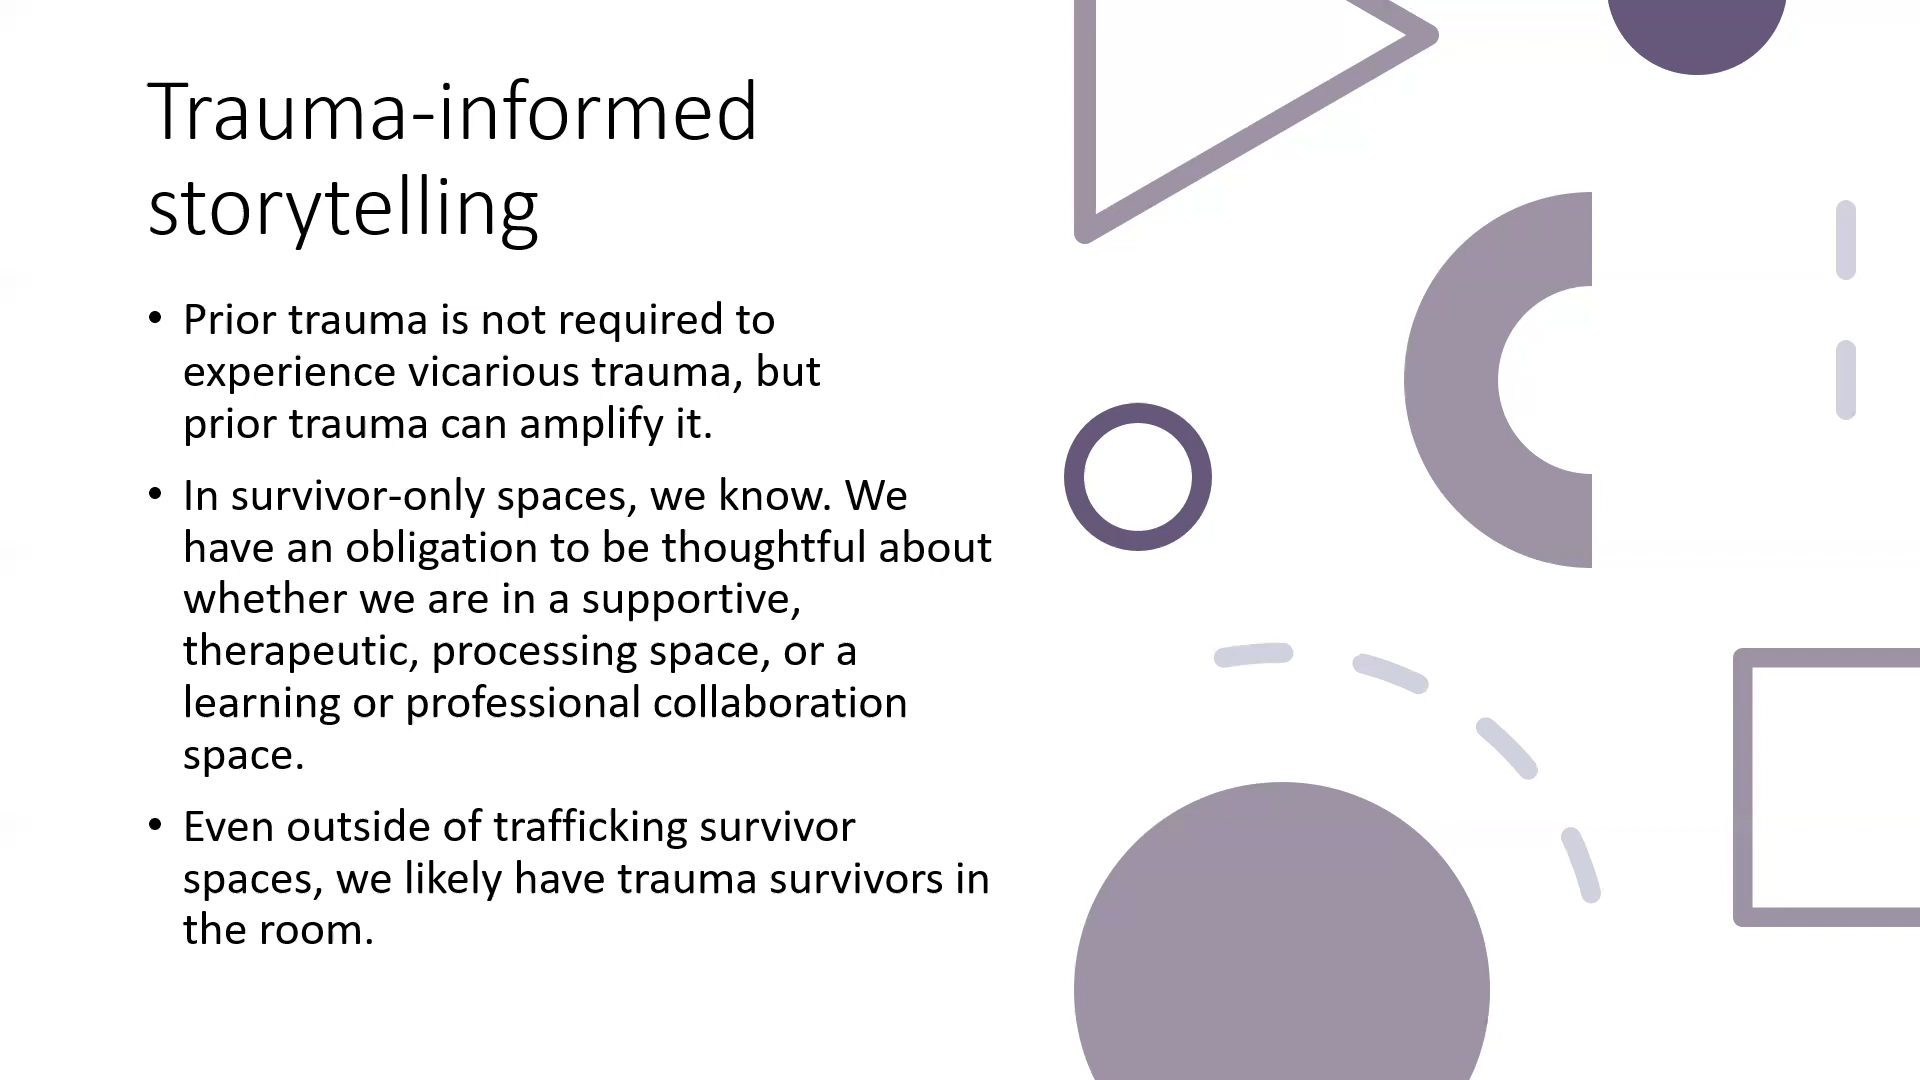 Trauma-informed
storytelling
• Prior trauma is not required to
experience vicarious trauma, but
prior trauma can amplify it.
• In survivor-only spaces, we know. We
have an obligation to be thoughtful about
whether we are in a supportive,
therapeutic, processing space, or a
learning or professional collaboration
space.
• Even outside of trafficking survivor
spaces, we likely have trauma survivors in
the room.